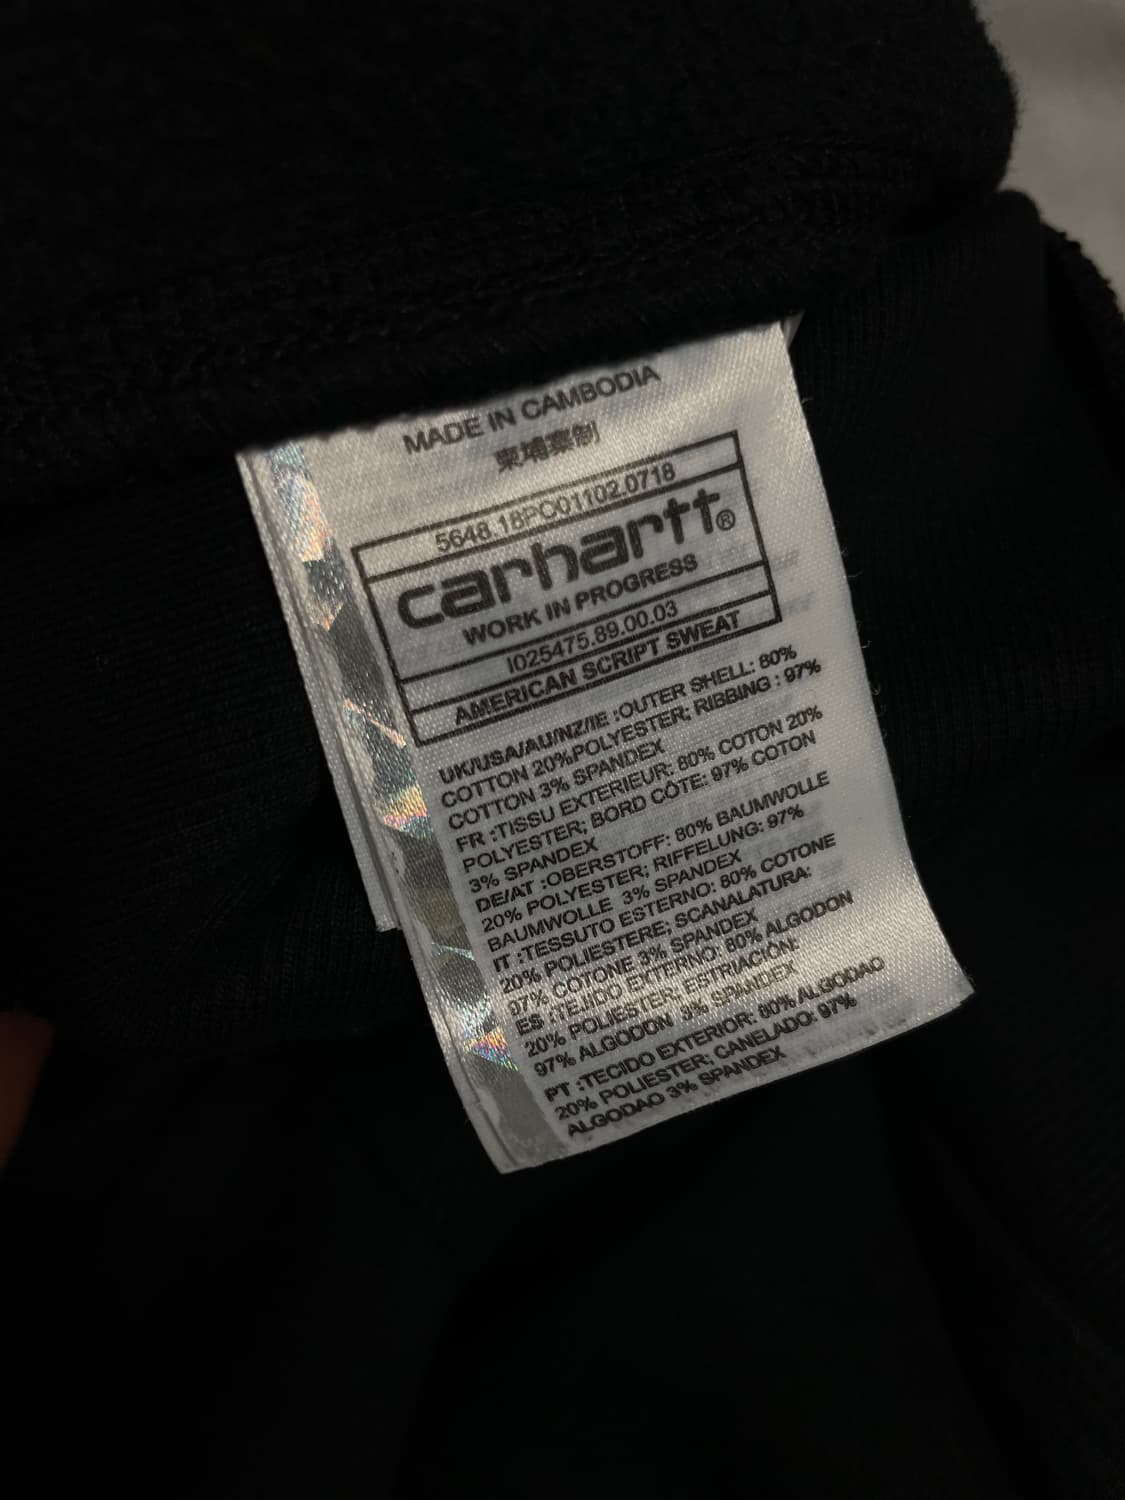 MADE IN CAMBODIA
柬埔寨制
5648.18PO01102.0718
carhartt®
WORK IN PROGRESS
I025475.89.00.03
AMERICAN SCRIPT SWEAT
UK/USA/AU/NZ/IE :OUTER SHELL: 80%
COTTON 20%POLYESTER; RIBBING : 97%
COTTON 3% SPANDEX
FR :TISSU EXTERIEUR: 80% COTON 20%
POLYESTER; BORD CÔTE: 97% COTON
3% SPANDEX
DE/AT :OBERSTOFF: 80% BAUMWOLLE
20% POLYESTER; RIFFELUNG: 97%
BAUMWOLLE 3% SPANDEX
IT :TESSUTO ESTERNO: 80% COTONE
20% POLIESTERE; SCANALATURA:
97% COTONE 3% SPANDEX
ES :TEJIDO EXTERNO: 80% ALGODON
20% POLIESTER; ESTRIACIÓN:
97% ALGODON 3% SPANDEX
PT :TECIDO EXTERIOR: 80% ALGODAO
20% POLIESTER; CANELADO: 97%
ALGODAO 3% SPANDEX